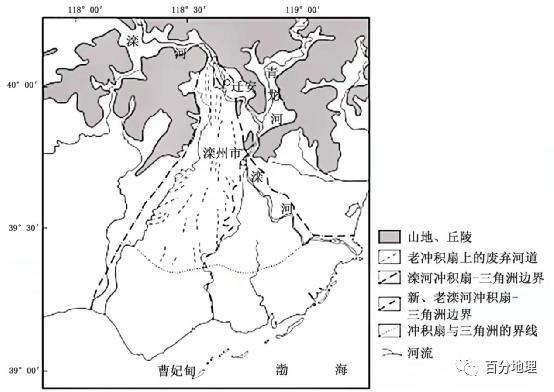 118° 00′ 118° 30′ 119° 00′
滦
河
青
龙
河
40° 00′
迁安
滦州市
滦
河
39° 30′
山地、丘陵
老冲积扇上的废弃河道
滦河冲积扇-三角洲边界
新、老滦河冲积扇-
三角洲边界
冲积扇与三角洲的界线
河流
39° 00′
曹妃甸 渤 海
百分地理